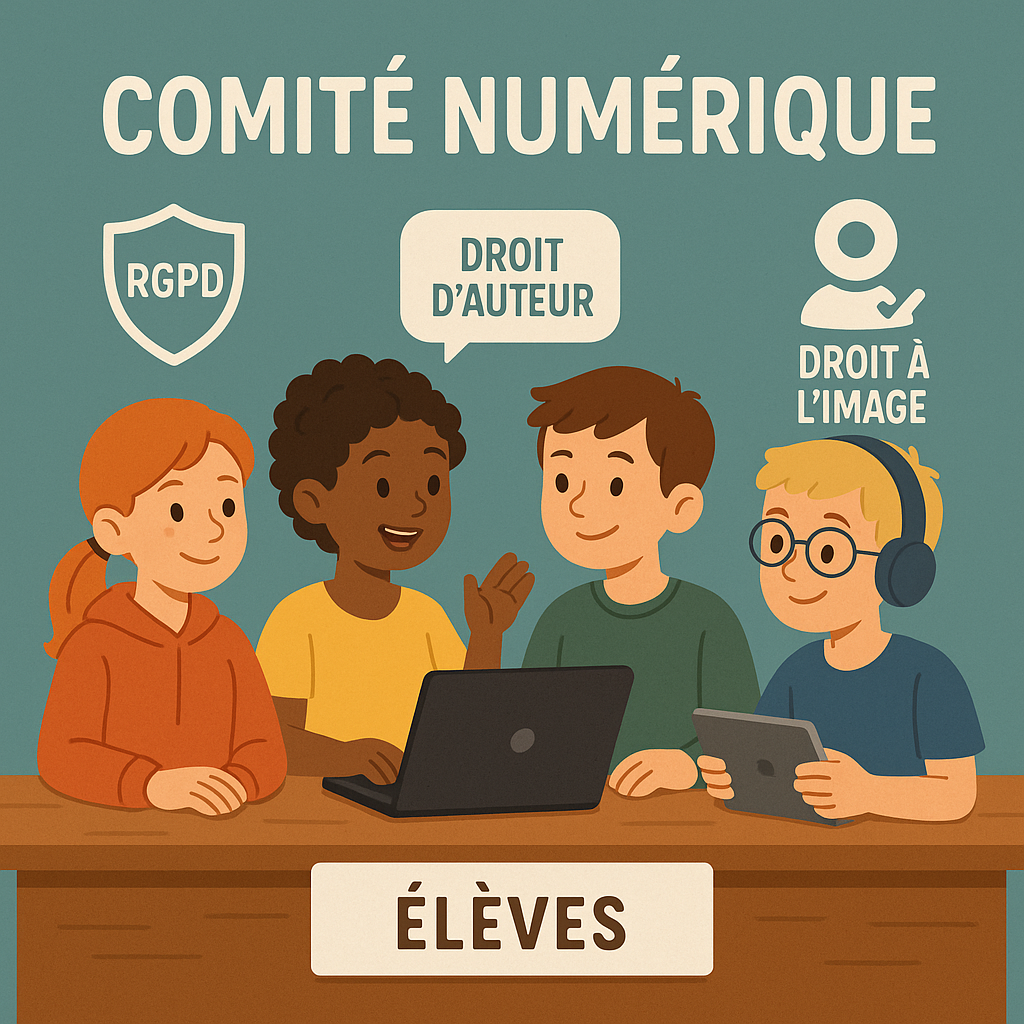 COMITÉ NUMÉRIQUE
RGPD
DROIT
D'AUTEUR
DROIT À
L'IMAGE
ÉLÈVES